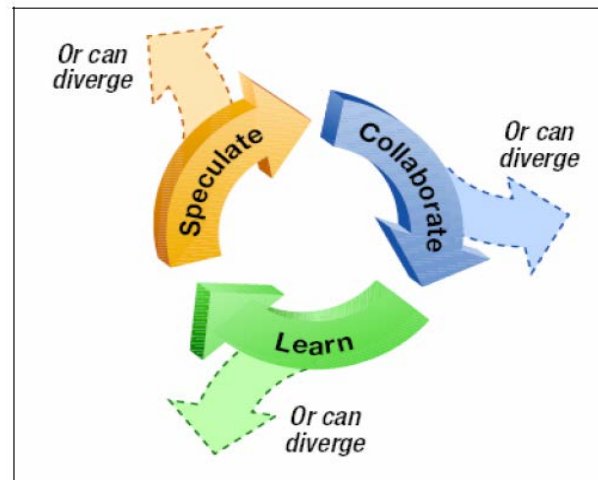 Or can
diverge
Speculate
Collaborate
Or can
diverge
Learn
Or can
diverge